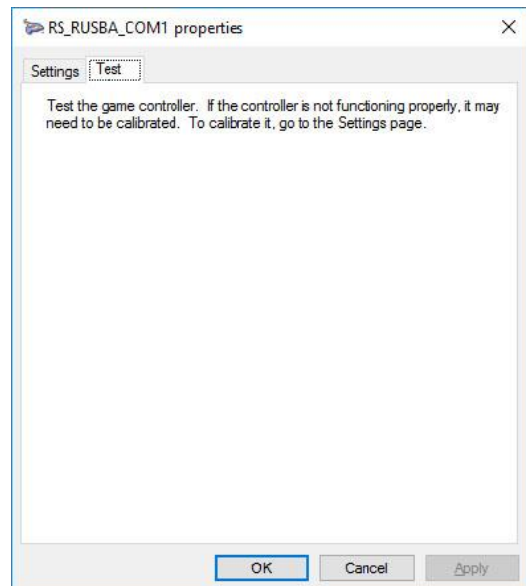 RS_RUSBA_COM1 properties
Settings Test
Test the game controller. If the controller is not functioning properly, it may
need to be calibrated. To calibrate it, go to the Settings page.
OK Cancel Apply